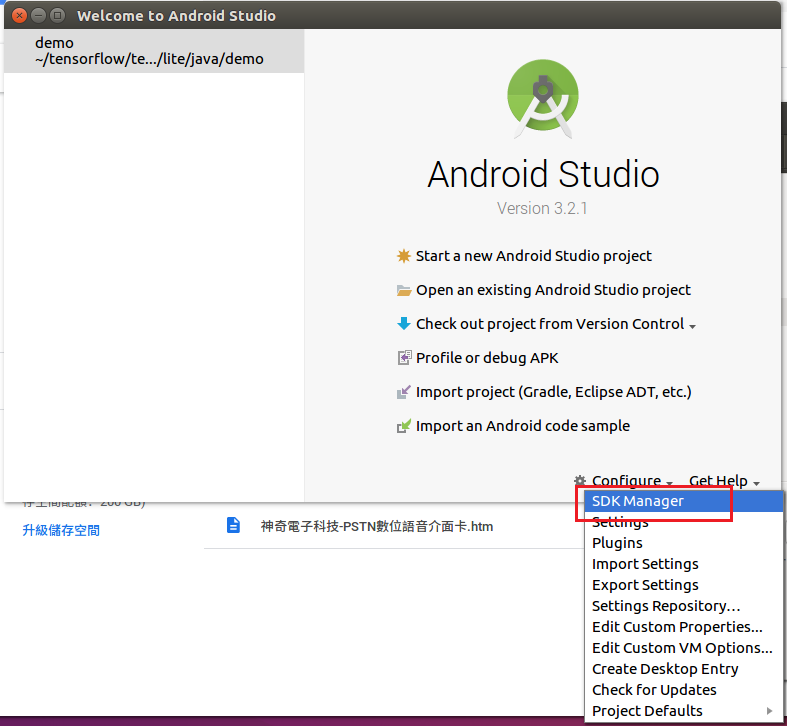 Welcome to Android Studio
demo
~/tensorflow/te.../lite/java/demo
Android Studio
Version 3.2.1
Start a new Android Studio project
Open an existing Android Studio project
Check out project from Version Control
Profile or debug APK
Import project (Gradle, Eclipse ADT, etc.)
Import an Android code sample
Configure
Get Help
SDK Manager
Settings
Plugins
Import Settings
Export Settings
Settings Repository...
Edit Custom Properties...
Edit Custom VM Options...
Create Desktop Entry
Check for Updates
Project Defaults
升級儲存空間
神奇電子科技-PSTN數位語音介面卡.htm